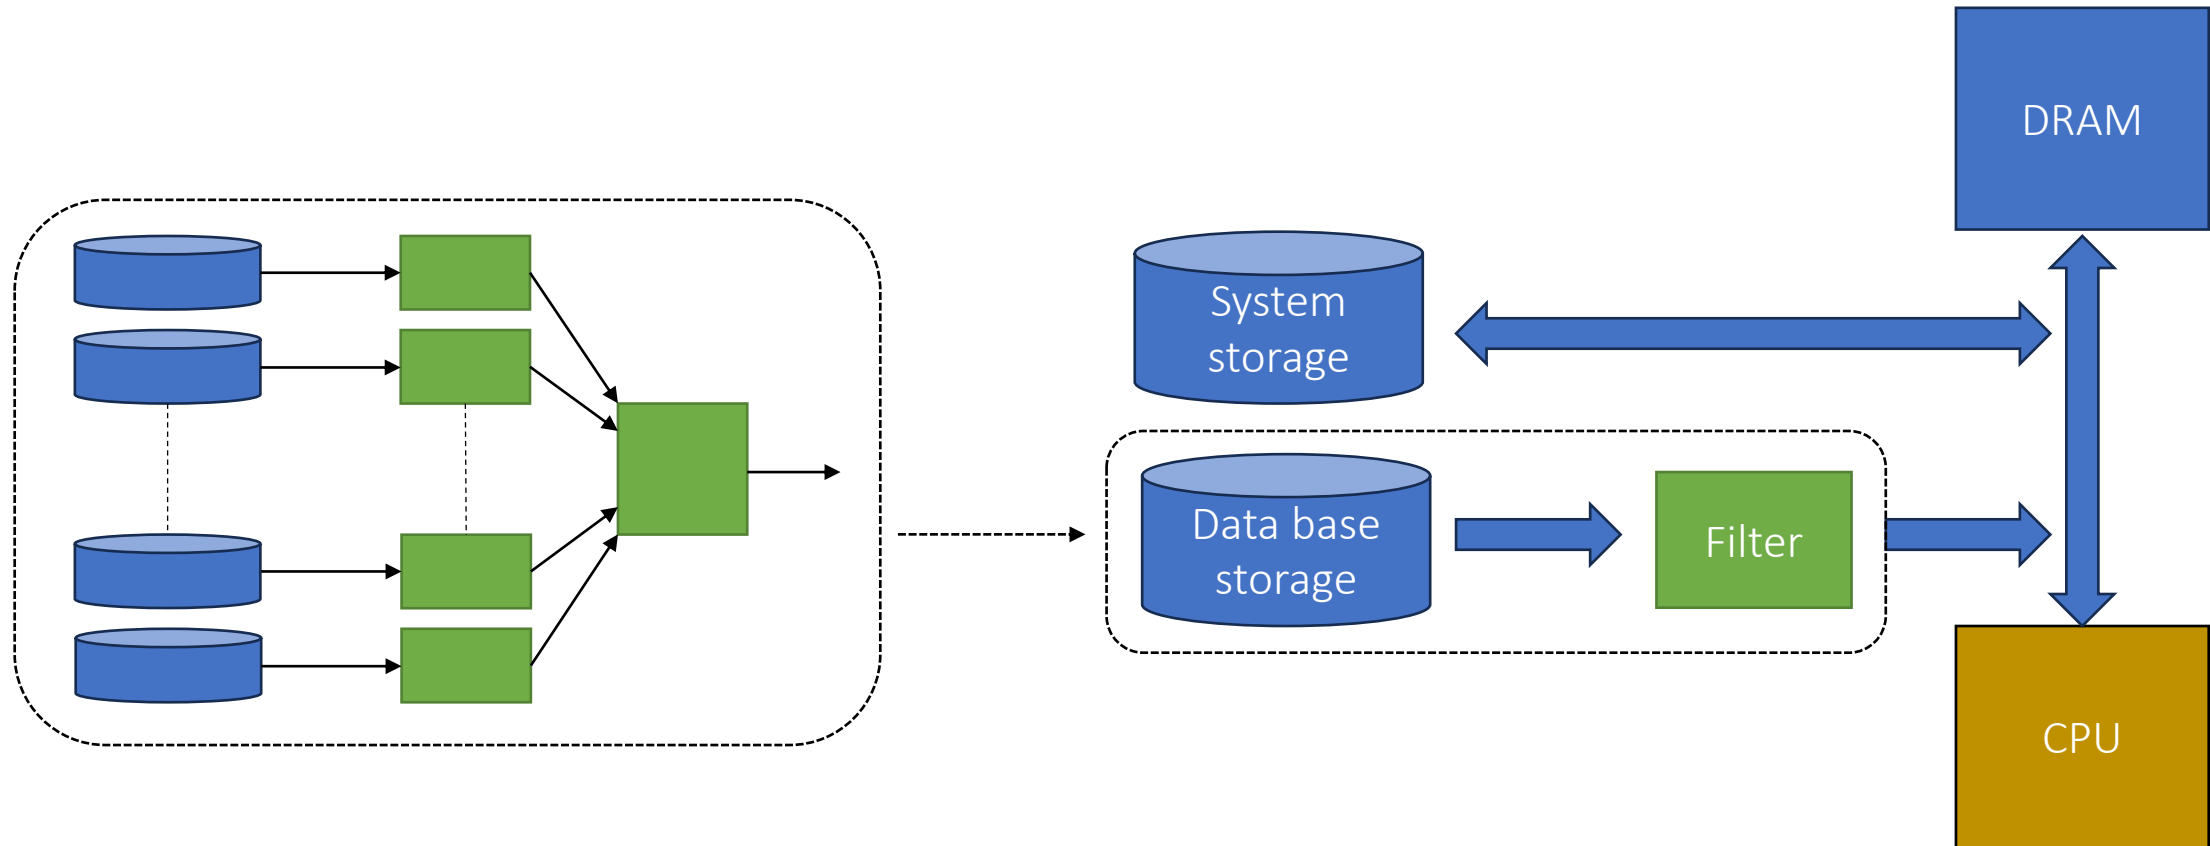 DRAM
System
storage
Data base
storage
Filter
CPU